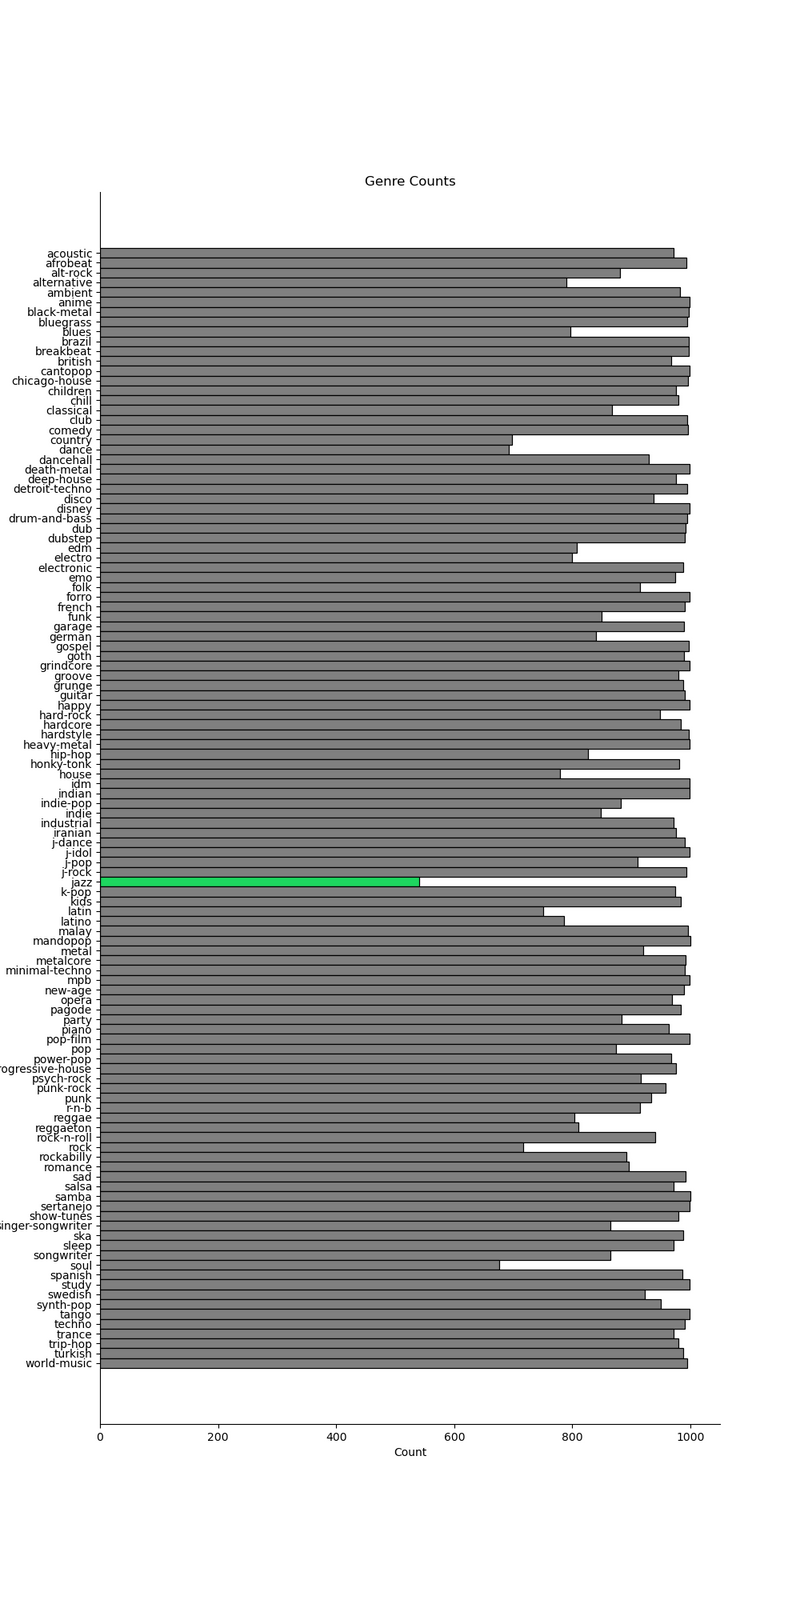 Genre Counts
acoustic
afrobeat
alt-rock
alternative
ambient
anime
black-metal
bluegrass
blues
brazil
breakbeat
british
cantopop
chicago-house
children
chill
classical
club
comedy
country
dance
dancehall
death-metal
deep-house
detroit-techno
disco
disney
drum-and-bass
dub
dubstep
edm
electro
electronic
emo
folk
forro
french
funk
garage
german
gospel
goth
grindcore
groove
grunge
guitar
happy
hard-rock
hardcore
hardstyle
heavy-metal
hip-hop
honky-tonk
house
idm
indian
indie-pop
indie
industrial
iranian
j-dance
j-idol
j-pop
j-rock
jazz
k-pop
kids
latin
latino
malay
mandopop
metal
metalcore
minimal-techno
mpb
new-age
opera
pagode
party
piano
pop-film
pop
power-pop
rogressive-house
psych-rock
punk-rock
punk
r-n-b
reggae
reggaeton
rock-n-roll
rock
rockabilly
romance
sad
salsa
samba
sertanejo
show-tunes
singer-songwriter
ska
sleep
songwriter
soul
spanish
study
swedish
synth-pop
tango
techno
trance
trip-hop
turkish
world-music
0 200 400 600 800 1000
Count